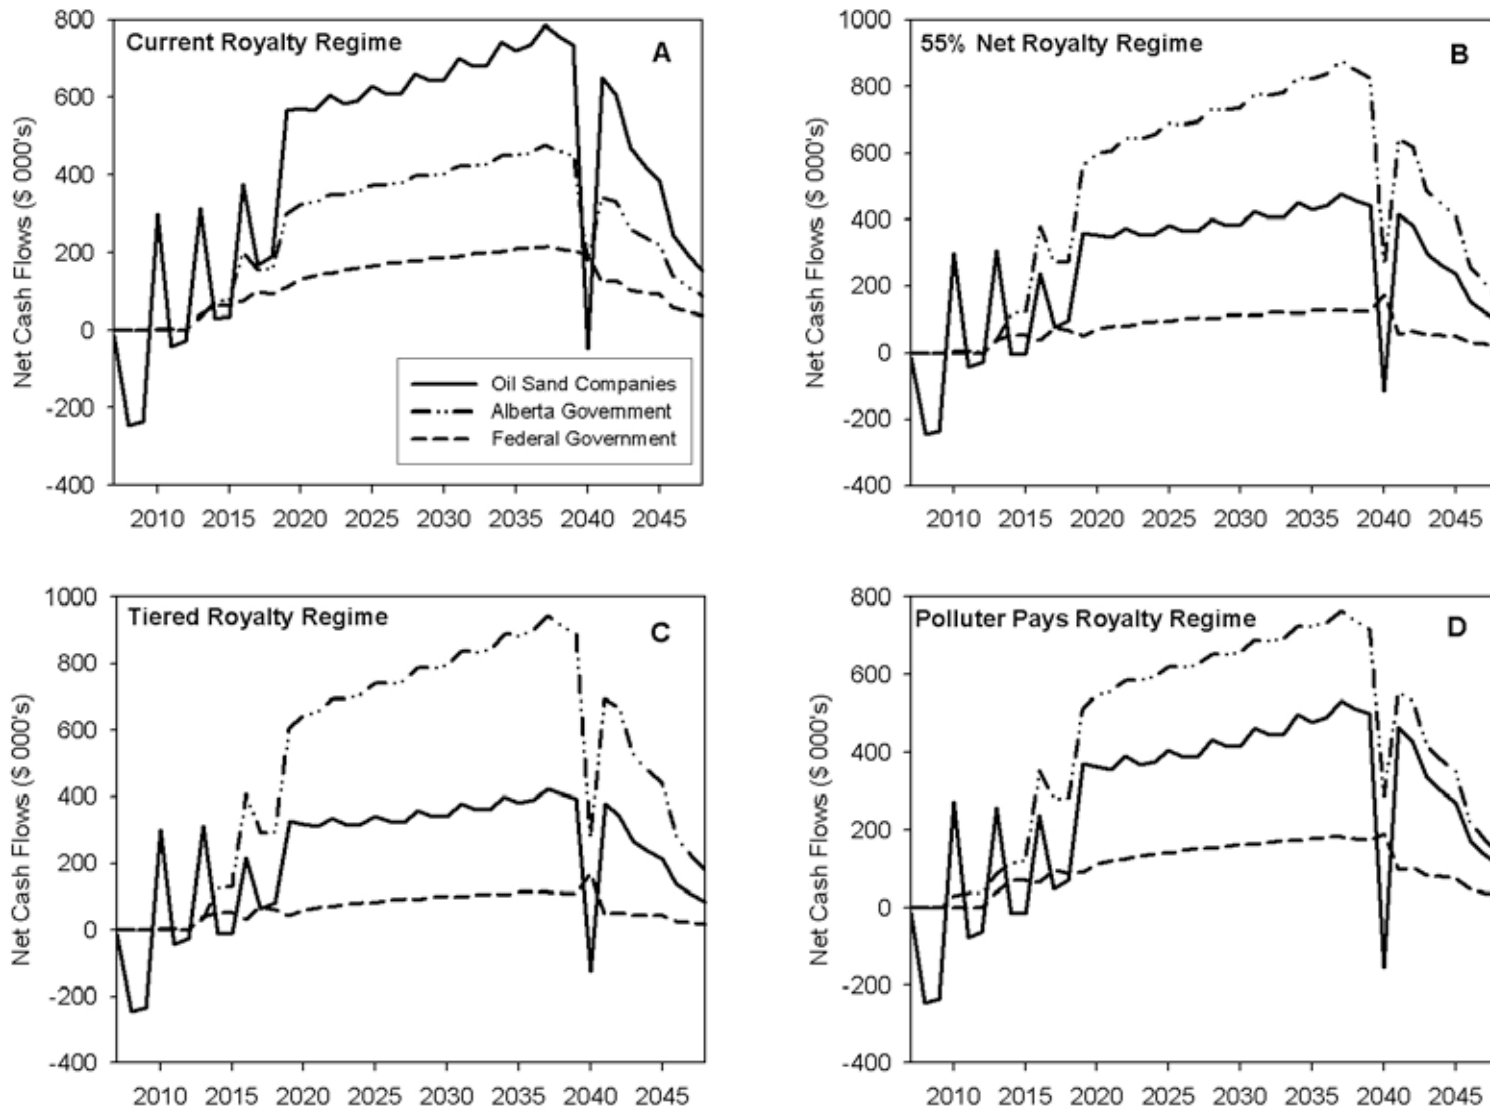 Current Royalty Regime
A
Net Cash Flows ($ 000's)
800
600
400
200
0
-200
-400
Oil Sand Companies
Alberta Government
Federal Government
2010 2015 2020 2025 2030 2035 2040 2045
55% Net Royalty Regime
B
Net Cash Flows ($ 000's)
1000
800
600
400
200
0
-200
-400
2010 2015 2020 2025 2030 2035 2040 2045
Tiered Royalty Regime
C
Net Cash Flows ($ 000's)
1000
800
600
400
200
0
-200
-400
2010 2015 2020 2025 2030 2035 2040 2045
Polluter Pays Royalty Regime
D
Net Cash Flows ($ 000's)
800
600
400
200
0
-200
-400
2010 2015 2020 2025 2030 2035 2040 2045